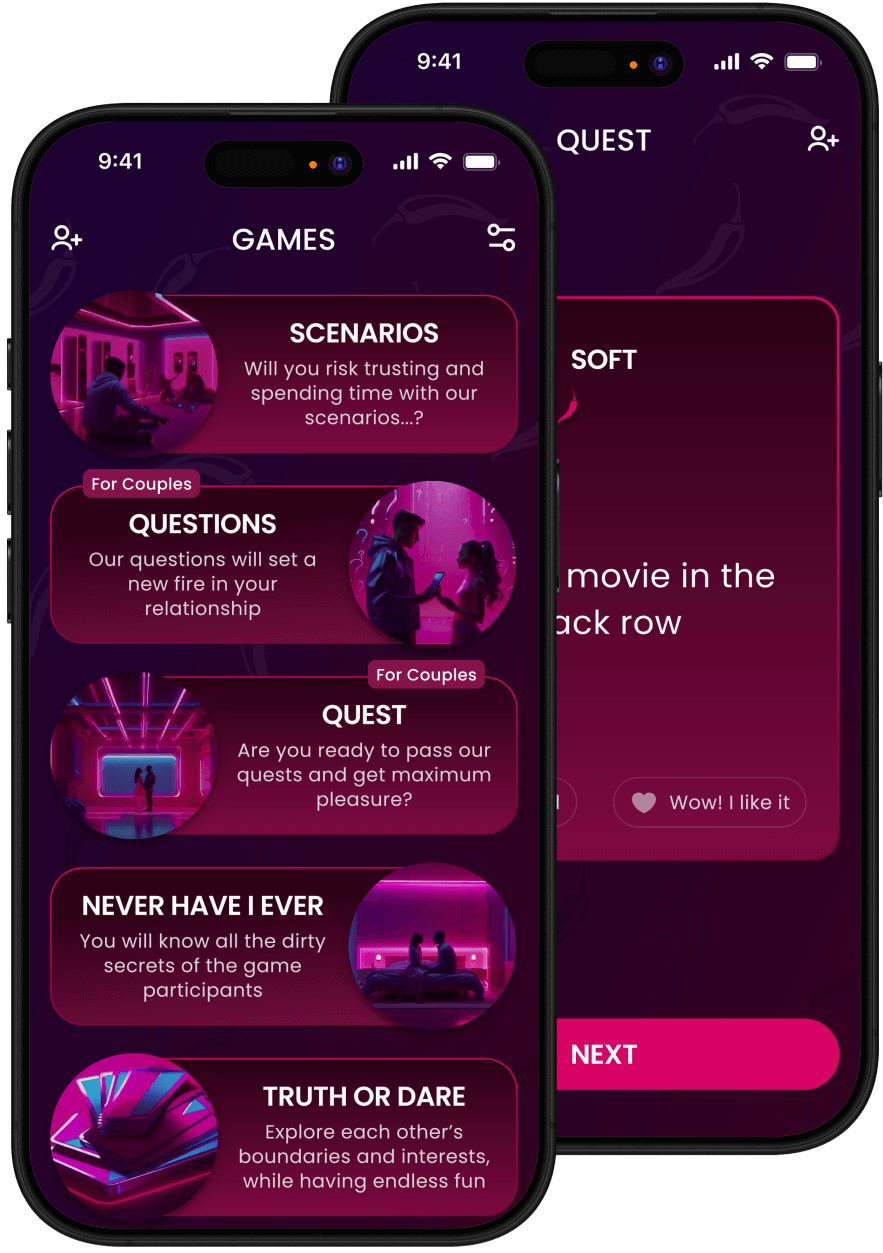 9:41
GAMES
SCENARIOS
Will you risk trusting and
spending time with our
scenarios...?
For Couples
QUESTIONS
Our questions will set a
new fire in your
relationship
For Couples
QUEST
Are you ready to pass our
quests and get maximum
pleasure?
NEVER HAVE I EVER
You will know all the dirty
secrets of the game
participants
TRUTH OR DARE
Explore each other’s
boundaries and interests,
while having endless fun
9:41
QUEST
SOFT
movie in the
ack row
Wow! I like it
NEXT